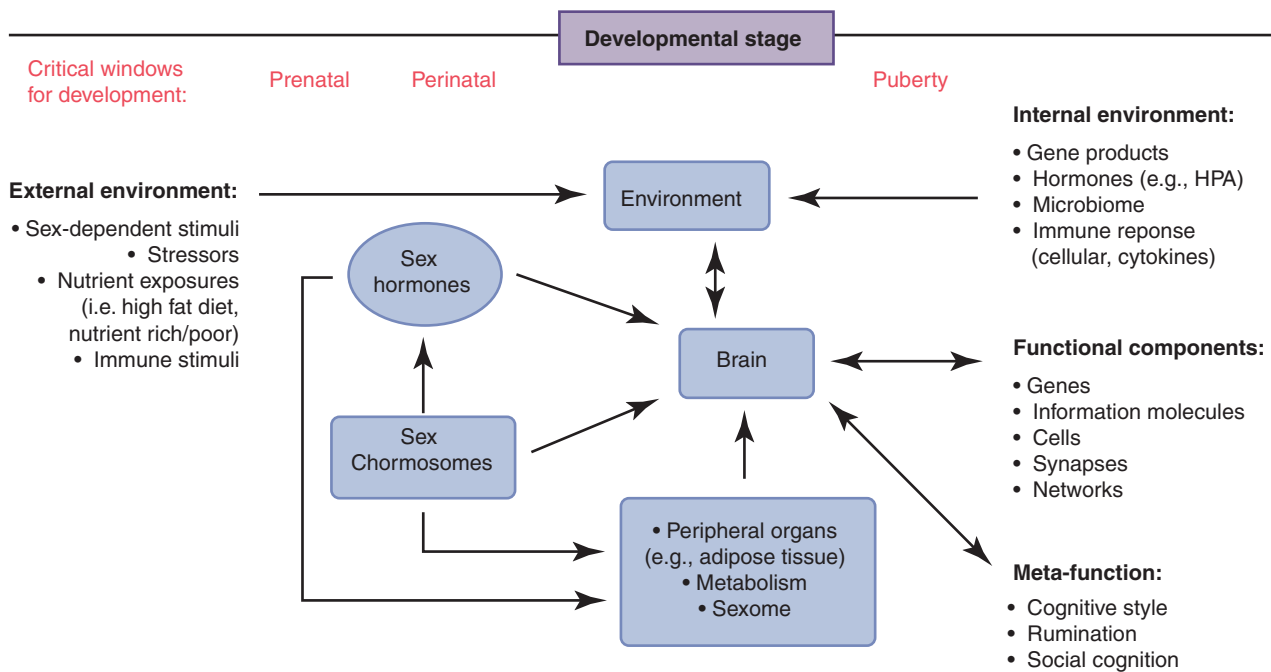 Developmental stage
Critical windows
for development:
Prenatal
Perinatal
Puberty
External environment:
• Sex-dependent stimuli
• Stressors
• Nutrient exposures
(i.e. high fat diet,
nutrient rich/poor)
• Immune stimuli
Sex
hormones
Sex
Chormosomes
Environment
Brain
• Peripheral organs
(e.g., adipose tissue)
• Metabolism
• Sexome
Internal environment:
• Gene products
• Hormones (e.g., HPA)
• Microbiome
• Immune reponse
(cellular, cytokines)
Functional components:
• Genes
• Information molecules
• Cells
• Synapses
• Networks
Meta-function:
• Cognitive style
• Rumination
• Social cognition